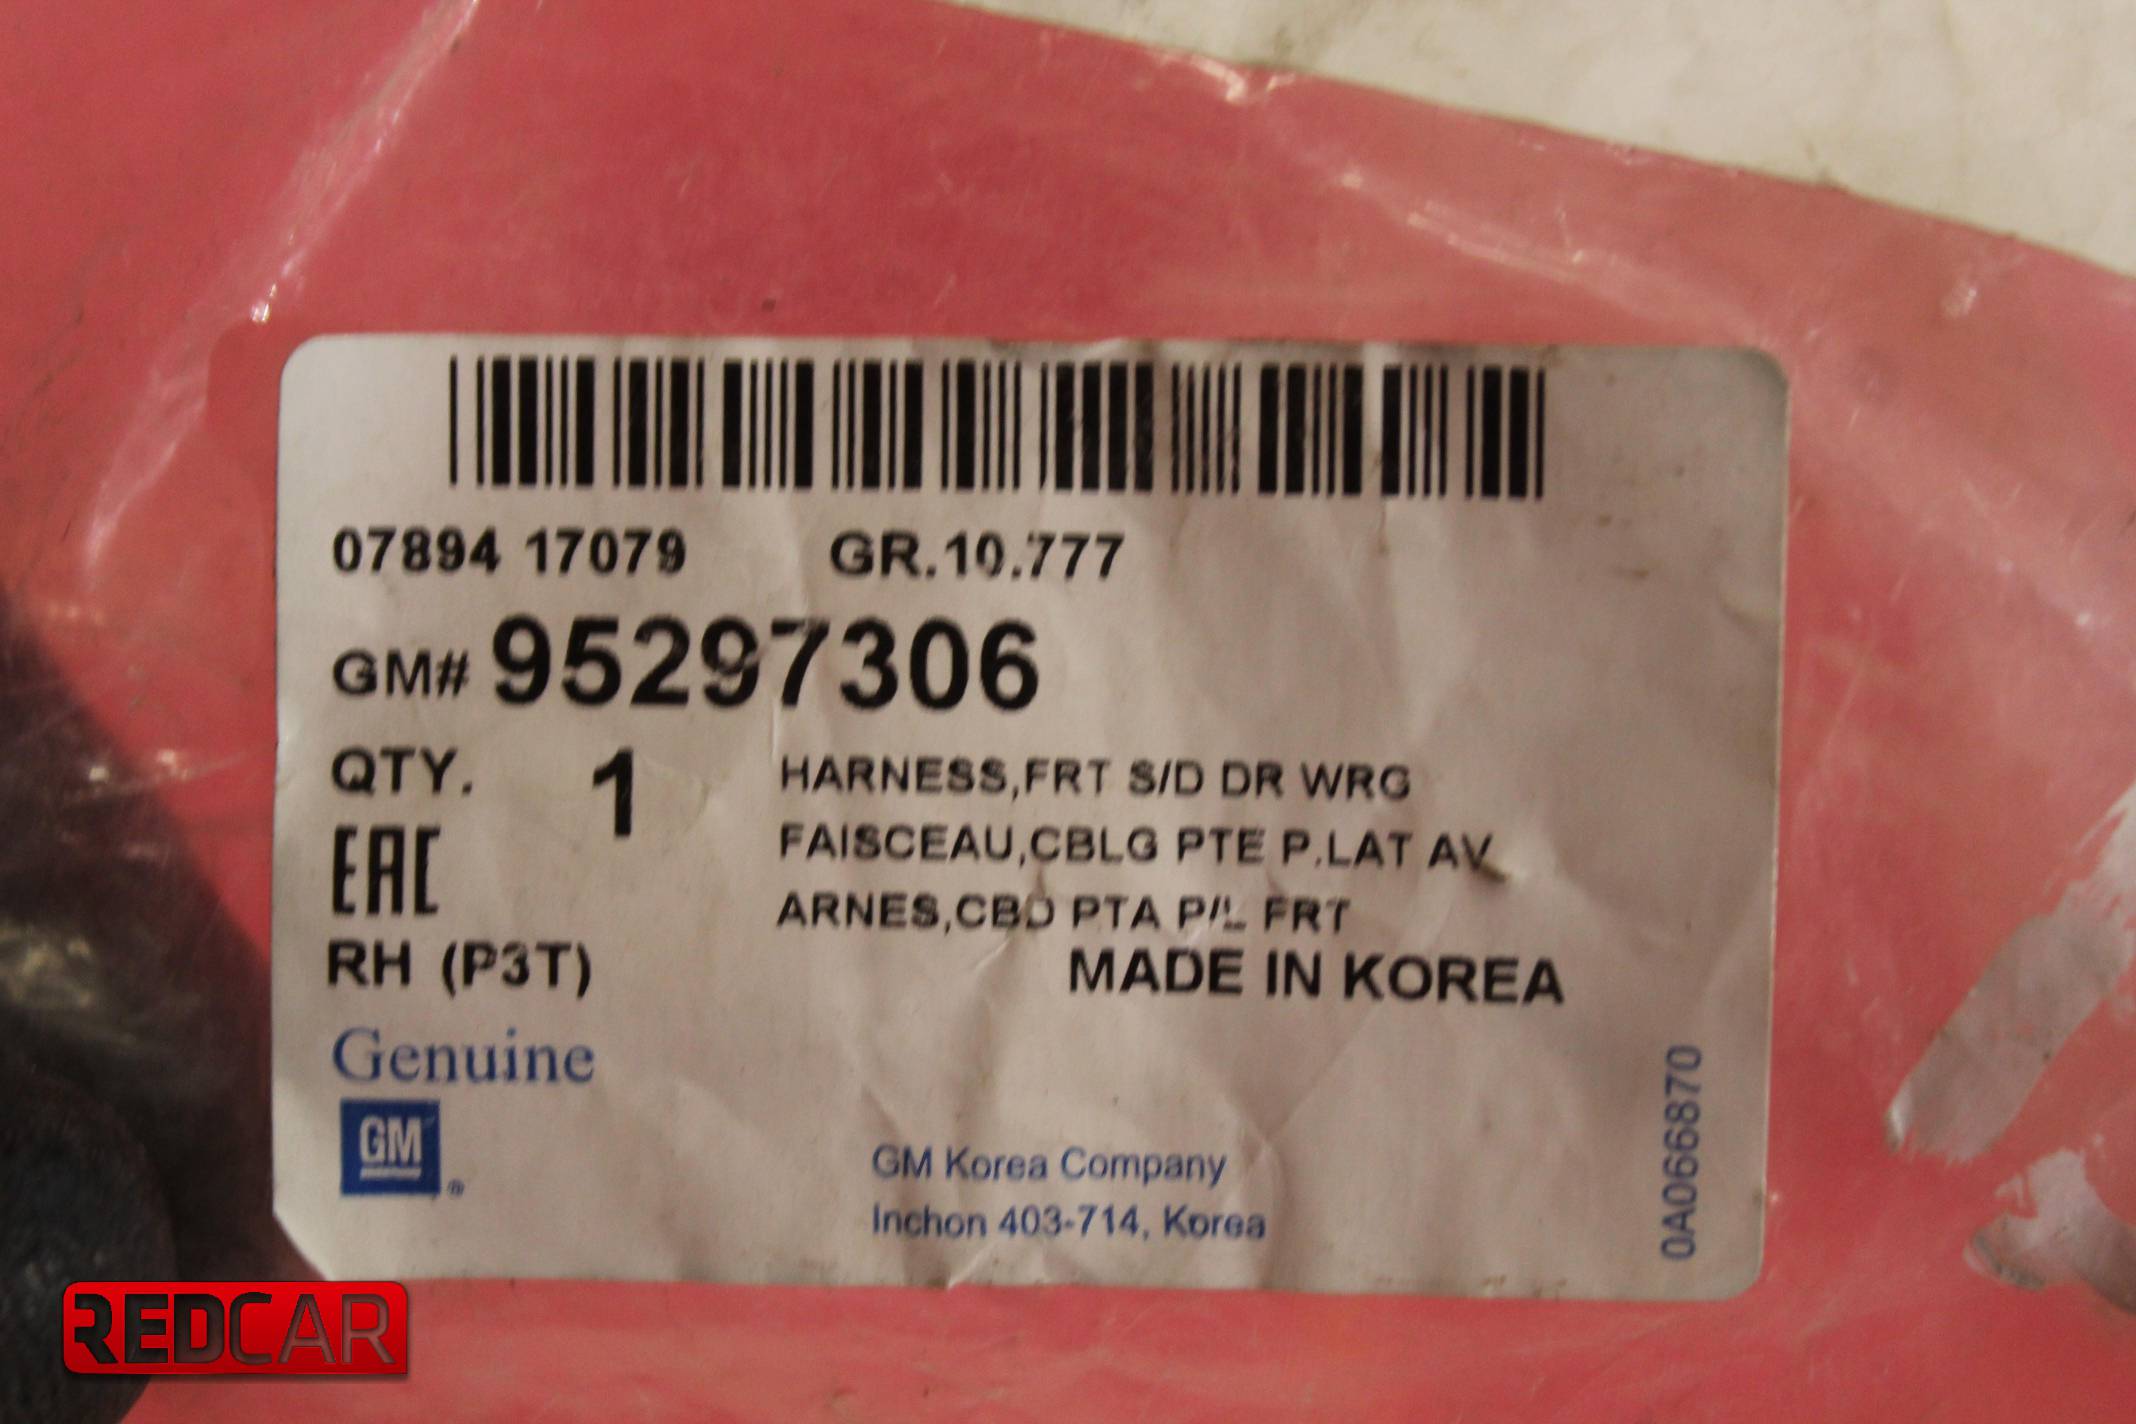 07894 17079 GR.10.777
GM# 95297306
QTY. 1
HARNESS,FRT S/D DR WRG
FAISCEAU,CBLG PTE P.LAT AV
ARNES,CBD PTA P/L FRT
EAC
RH (P3T)
MADE IN KOREA
Genuine
GM ®
GM Korea Company
Inchon 403-714, Korea
0A066870
REDCAR